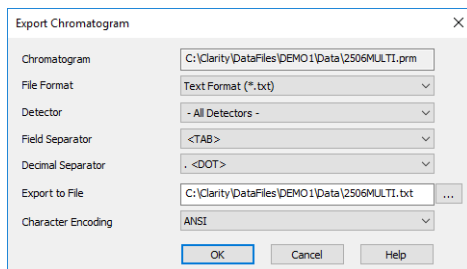 Export Chromatogram
Chromatogram C:\Clarity\DataFiles\DEMO1\Data\2506MULTI.prm
File Format Text Format (*.txt)
Detector - All Detectors -
Field Separator <TAB>
Decimal Separator . <DOT>
Export to File C:\Clarity\DataFiles\DEMO1\Data\2506MULTI.txt ...
Character Encoding ANSI
OK Cancel Help